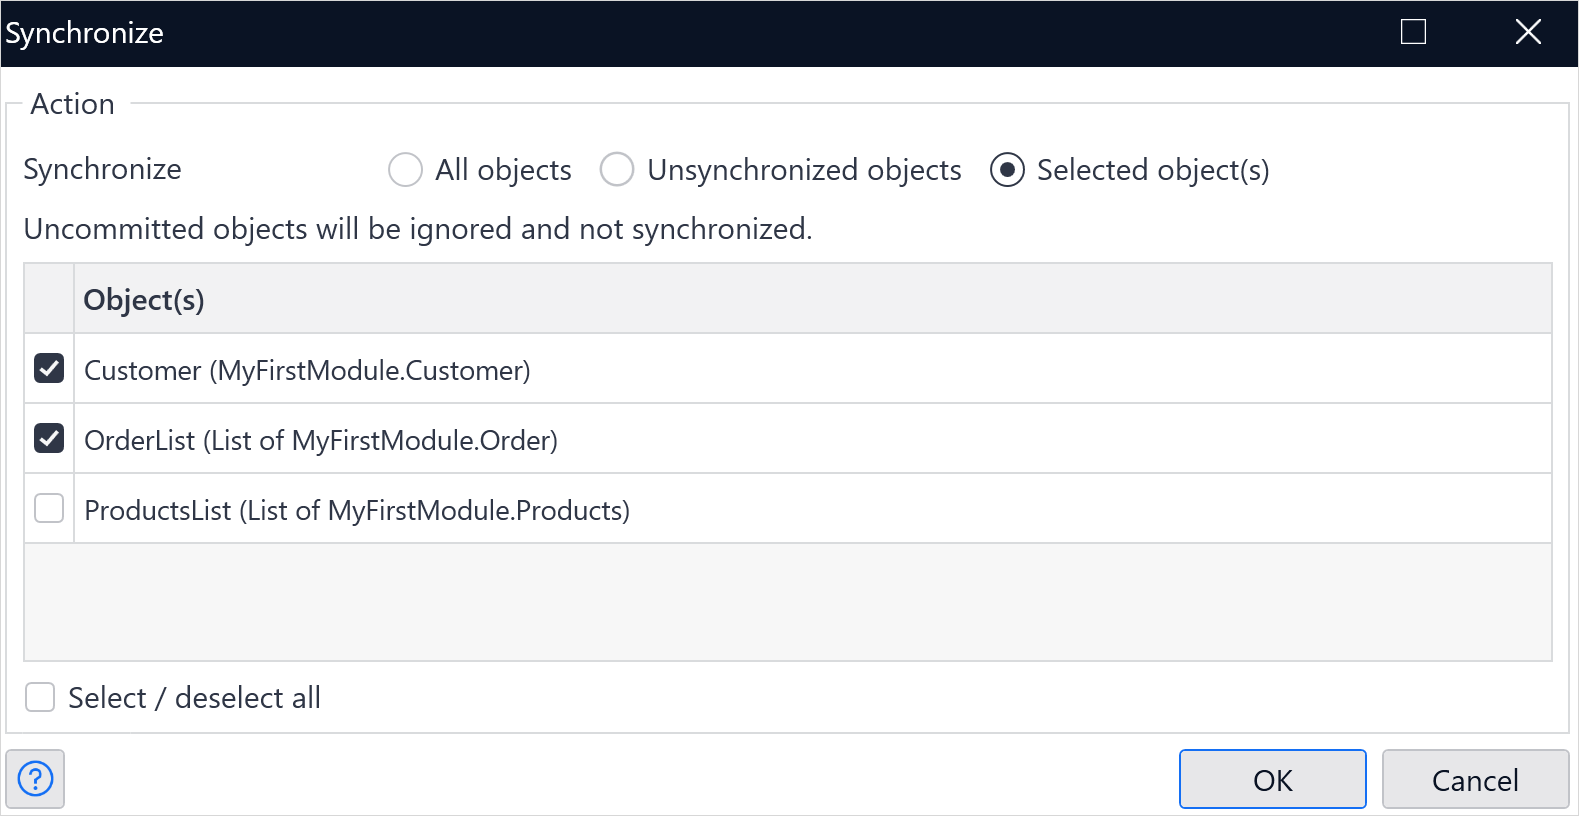 Synchronize
Action
Synchronize All objects Unsynchronized objects Selected object(s)
Uncommitted objects will be ignored and not synchronized.
Object(s)
Customer (MyFirstModule.Customer)
OrderList (List of MyFirstModule.Order)
ProductsList (List of MyFirstModule.Products)
Select / deselect all
? OK Cancel